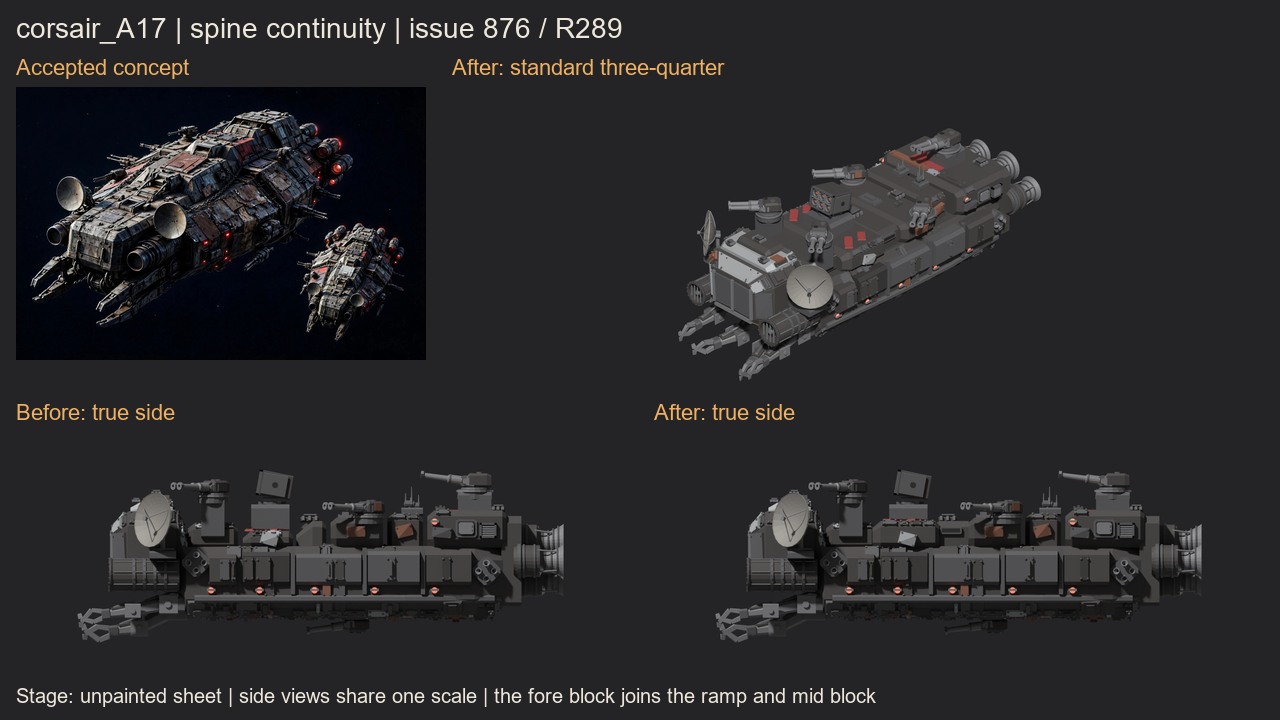 corsair_A17 | spine continuity | issue 876 / R289
Accepted concept
After: standard three-quarter
Before: true side
After: true side
Stage: unpainted sheet | side views share one scale | the fore block joins the ramp and mid block